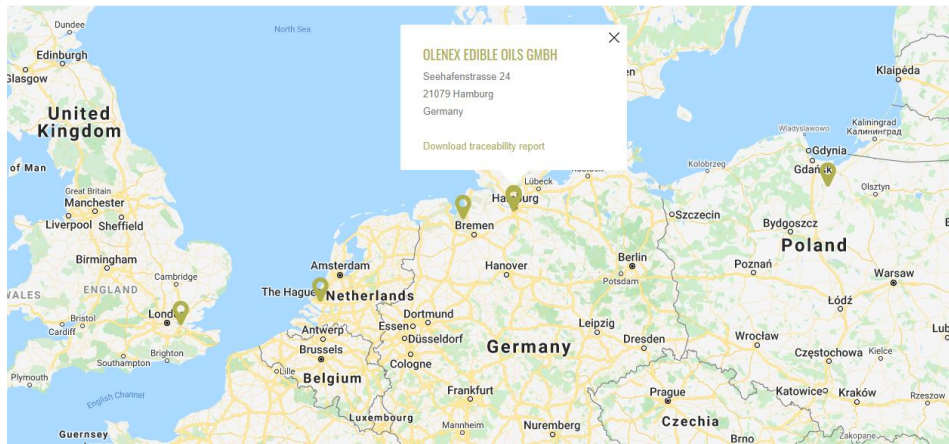 Dundee
North Sea
Edinburgh
Glasgow
OLENEX EDIBLE OILS GMBH
Seehafenstrasse 24
21079 Hamburg
Germany
Download traceability report
en
Klaipėda
United
Kingdom
Władysławowo
Kaliningrad
Калининград
Gdynia
Gdańsk
of Man
Kołobrzeg
Lübeck
Rostock
Olsztyn
Great Britain
Manchester
Hamburg
Szczecin
Liverpool
Sheffield
Bremen
Bydgoszcz
Poland
Birmingham
Amsterdam
Hanover
Berlin
Poznań
Potsdam
Warsaw
Cambridge
WALES
ENGLAND
The Hague
Netherlands
Łódź
Bristol
London
Dortmund
Cardiff
Essen
Leipzig
Lub
Antwerp
Düsseldorf
Dresden
Wrocław
Brighton
Brussels
Germany
Częstochowa
Kielce
Southampton
Cologne
Lille
Belgium
Plymouth
Frankfurt
Prague
Katowice
Kraków
Rzeszow
English Channel
Luxembourg
Mannheim
Nuremberg
Czechia
Guernsey
Brno
Zakopane